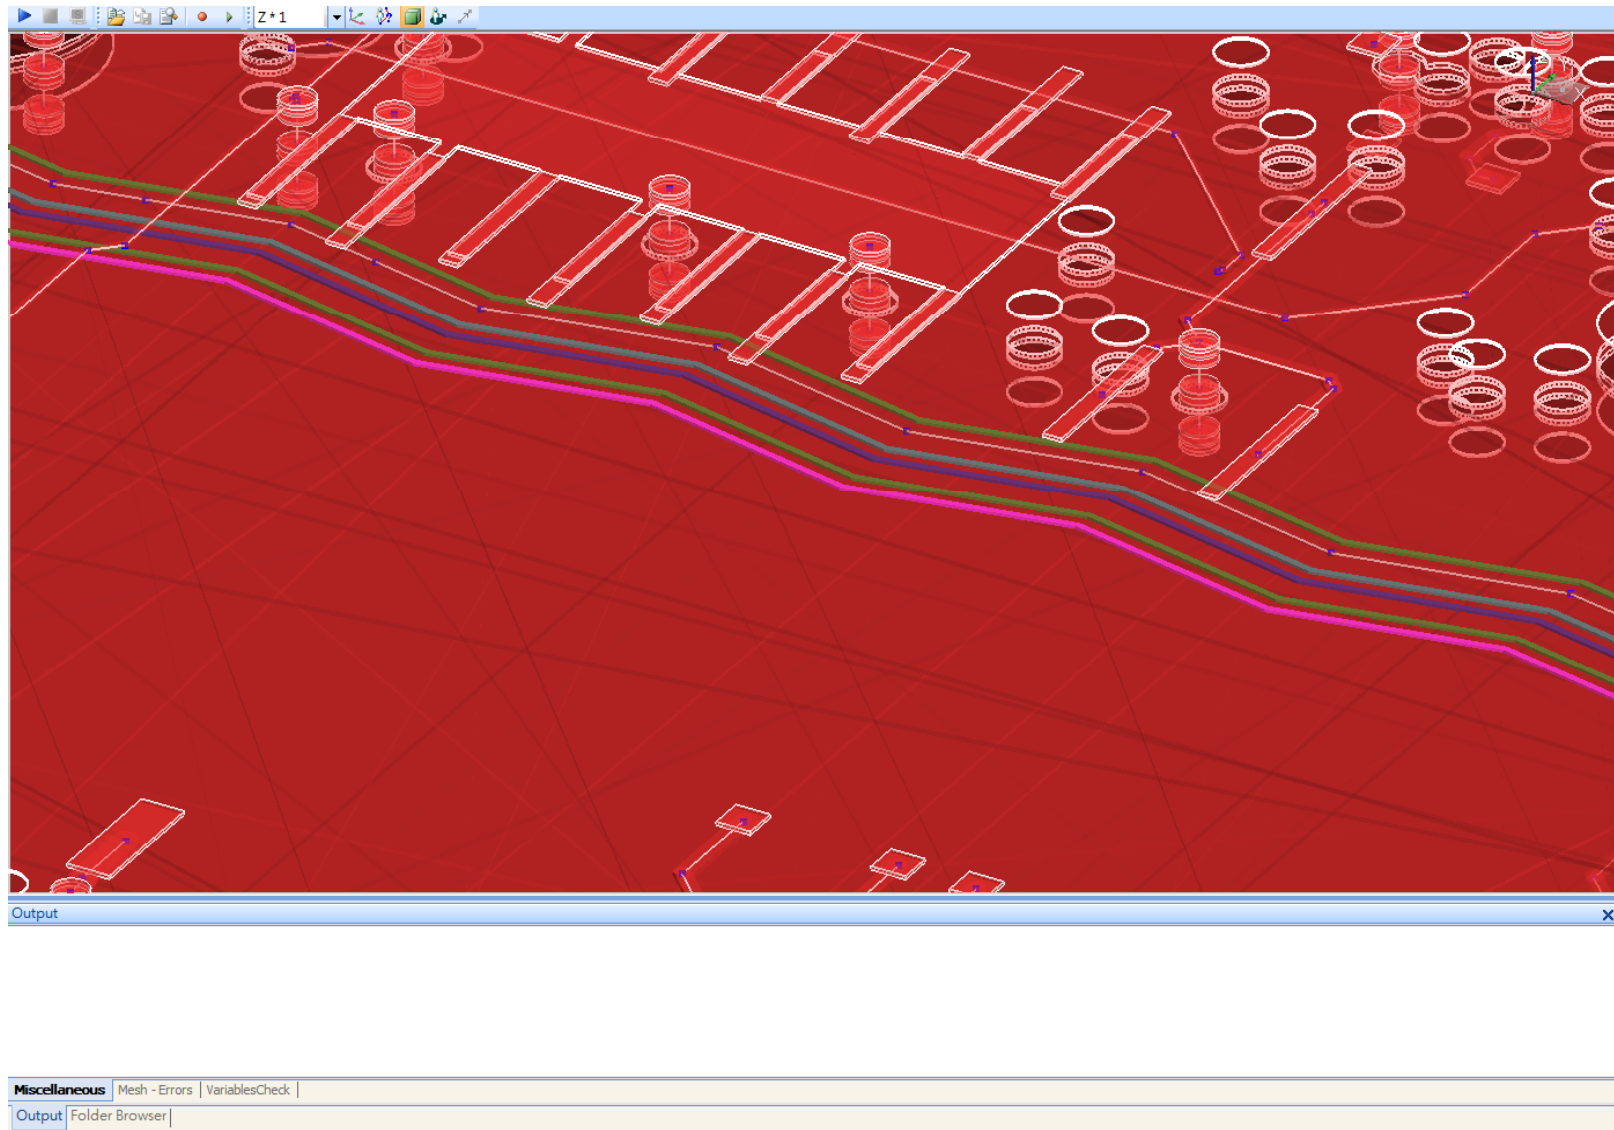 Z*1
Output
Miscellaneous Mesh - Errors VariablesCheck
Output Folder Browser